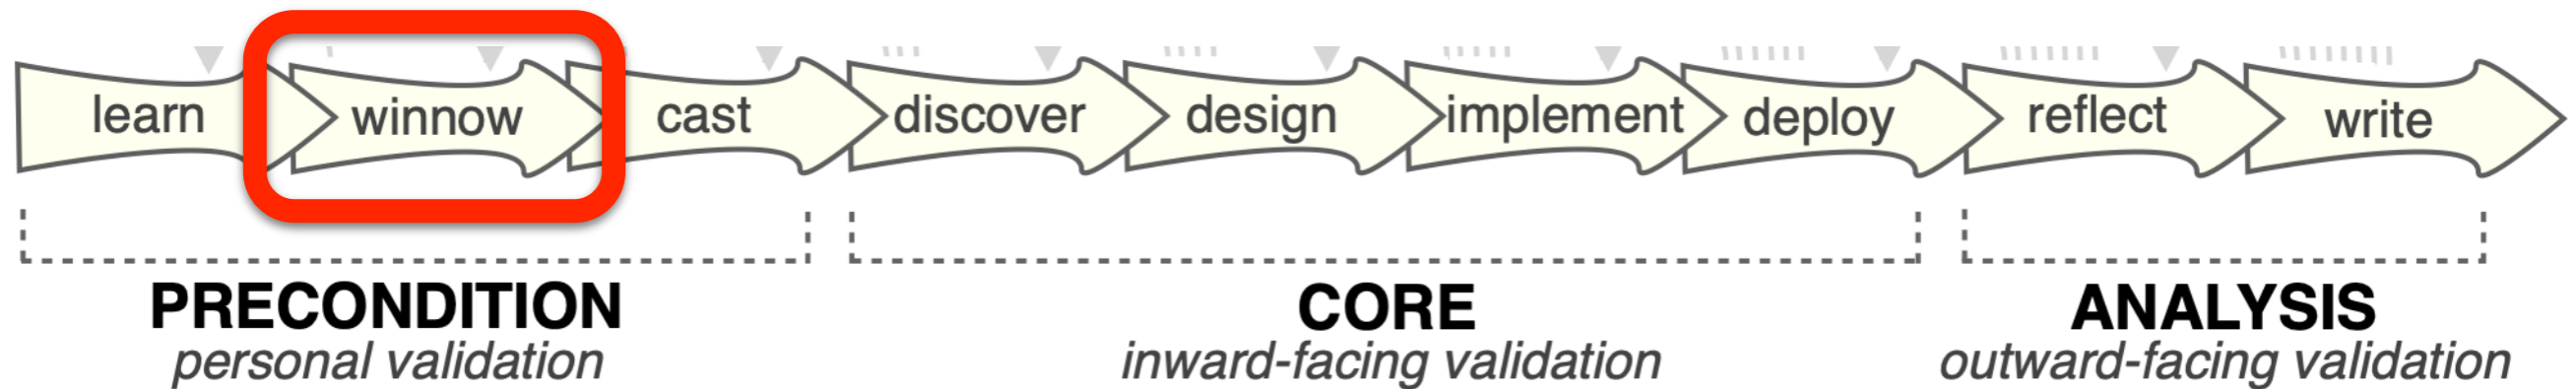 learn winnow cast discover design implement deploy reflect write
PRECONDITION CORE ANALYSIS
personal validation inward-facing validation outward-facing validation